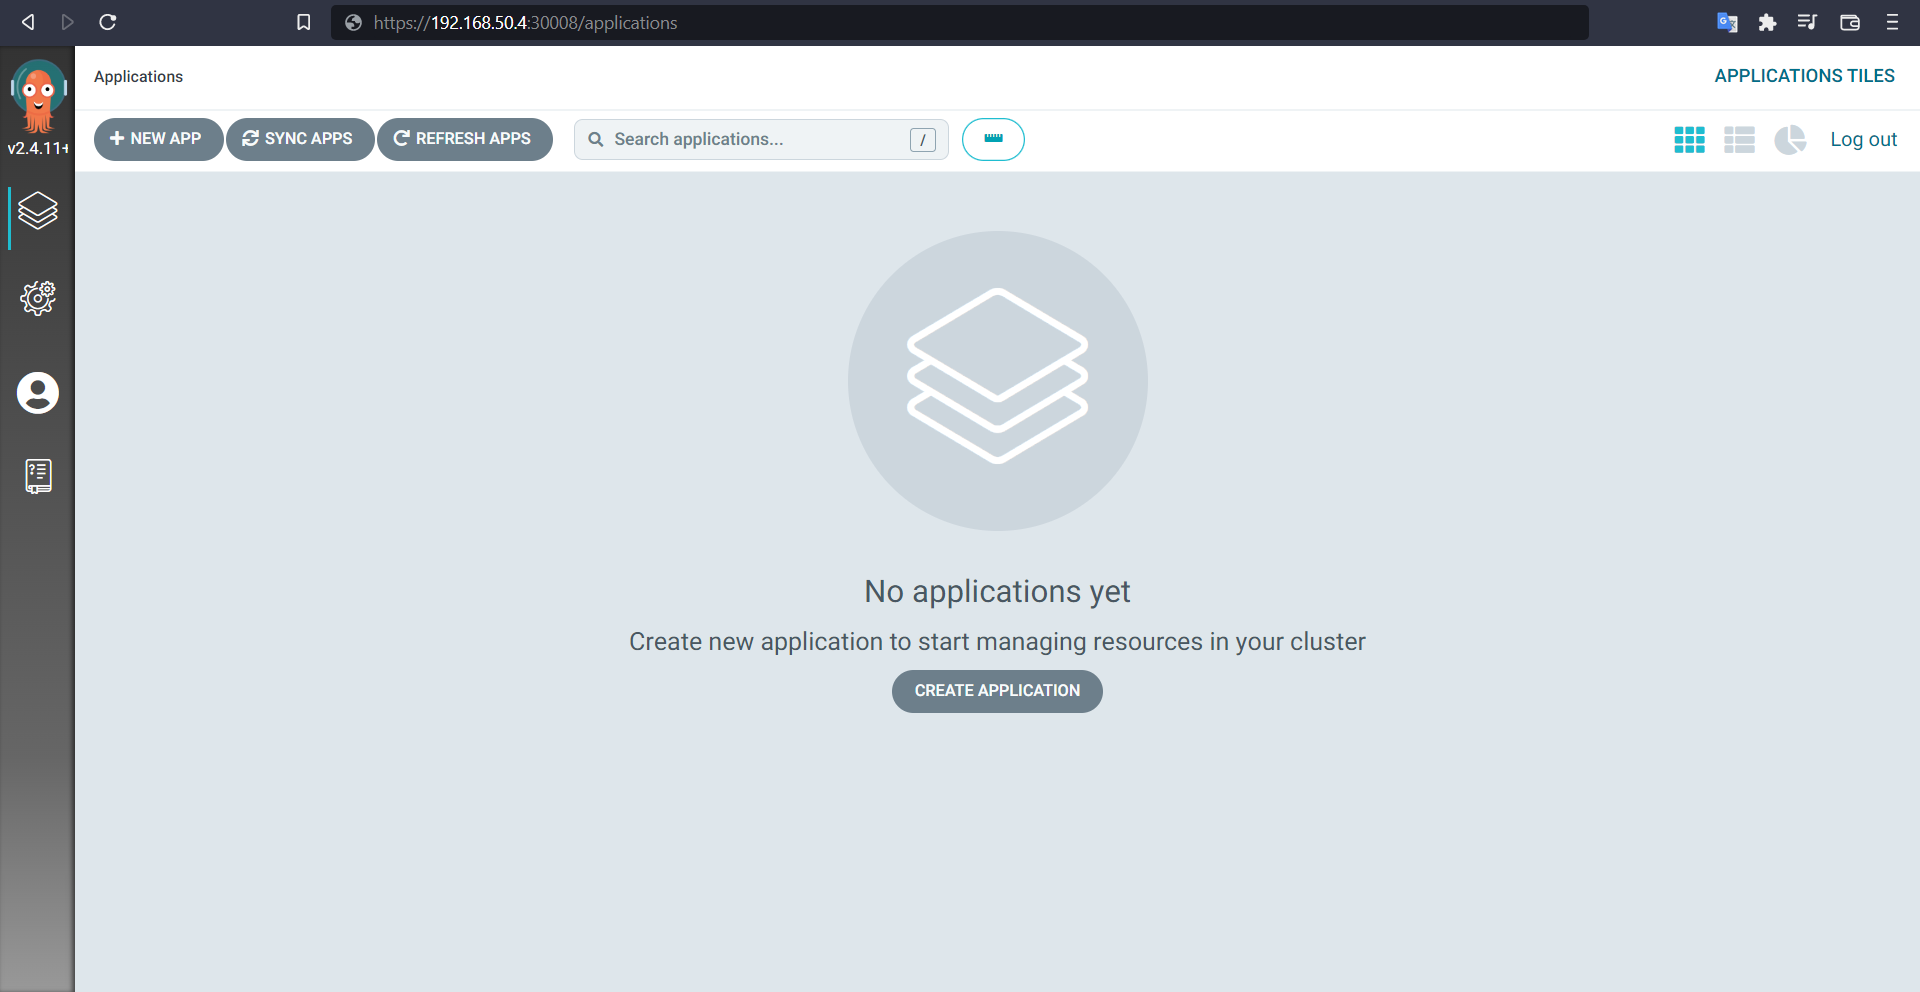 https://192.168.50.4:30008/applications
Applications
APPLICATIONS TILES
v2.4.11+
NEW APP
SYNC APPS
REFRESH APPS
Search applications...
/
Log out
No applications yet
Create new application to start managing resources in your cluster
CREATE APPLICATION